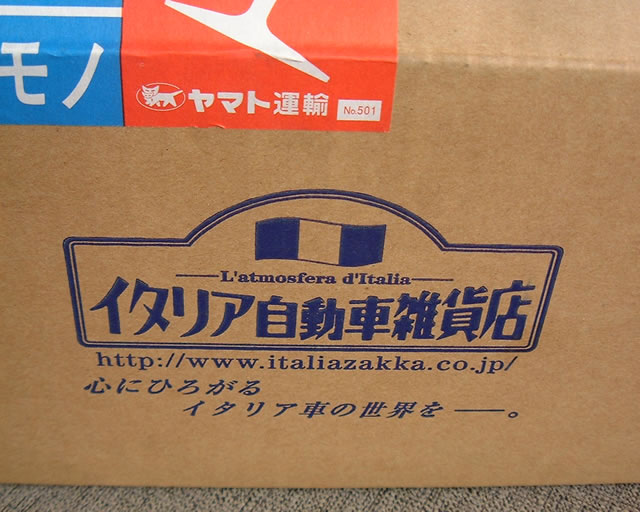 モノ
ヤマト運輸 No.501
L'atmosfera d'Italia
イタリア自動車雑貨店
http://www.italiazakka.co.jp/
心にひろがる
イタリア車の世界を——。